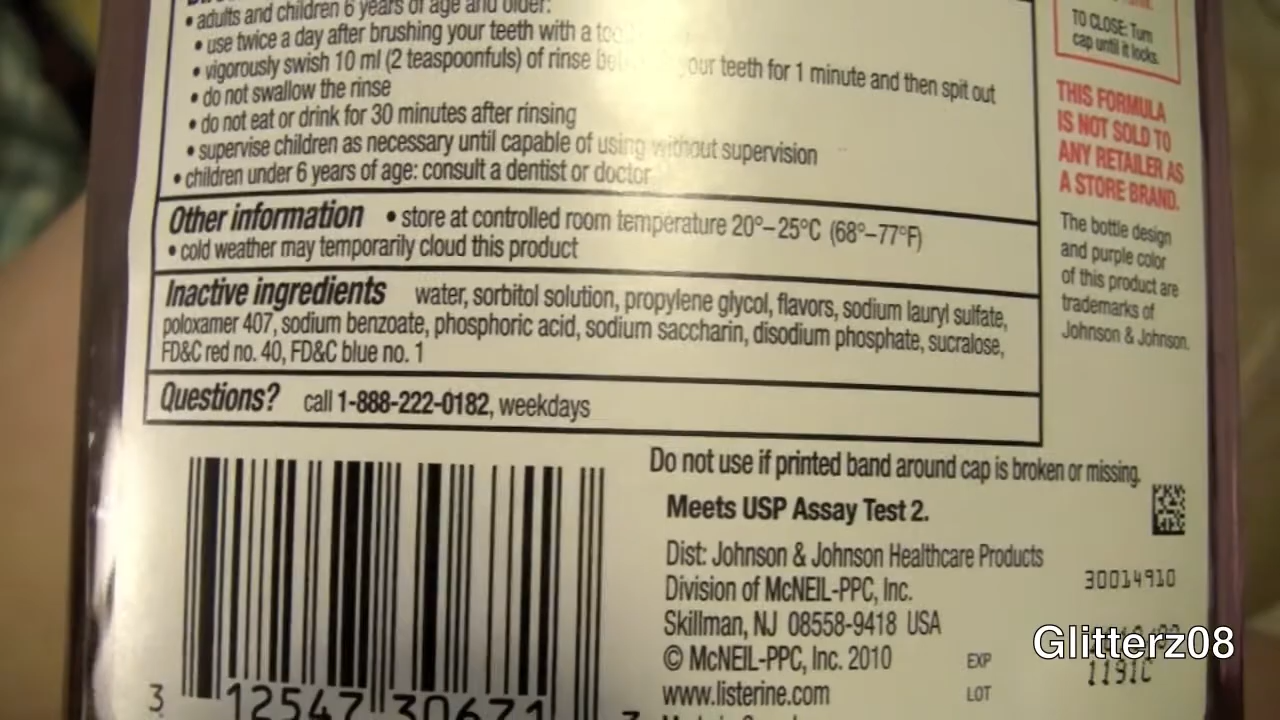 • adults and children 6 years of age and older:
• use twice a day after brushing your teeth with a
• vigorously swish 10 ml (2 teaspoonfuls) of rinse your teeth for 1 minute and then spit out
• do not swallow the rinse
• do not eat or drink for 30 minutes after rinsing
• supervise children as necessary until capable of using without supervision
• children under 6 years of age: consult a dentist or doctor
Other information • store at controlled room temperature 20°–25°C (68°–77°F)
• cold weather may temporarily cloud this product
Inactive ingredients water, sorbitol solution, propylene glycol, flavors, sodium lauryl sulfate,
poloxamer 407, sodium benzoate, phosphoric acid, sodium saccharin, disodium phosphate, sucralose,
FD&C red no. 40, FD&C blue no. 1
Questions? call 1-888-222-0182, weekdays
TO CLOSE: Turn
cap until it locks.
THIS FORMULA
IS NOT SOLD TO
ANY RETAILER AS
A STORE BRAND.
The bottle design
and purple color
of this product are
trademarks of
Johnson & Johnson.
Do not use if printed band around cap is broken or missing.
Meets USP Assay Test 2.
Dist: Johnson & Johnson Healthcare Products
Division of McNEIL-PPC, Inc.
Skillman, NJ 08558-9418 USA
© McNEIL-PPC, Inc. 2010
www.listerine.com
30014910
EXP
LOT 1191C
Glitterz08
3 12547 30671